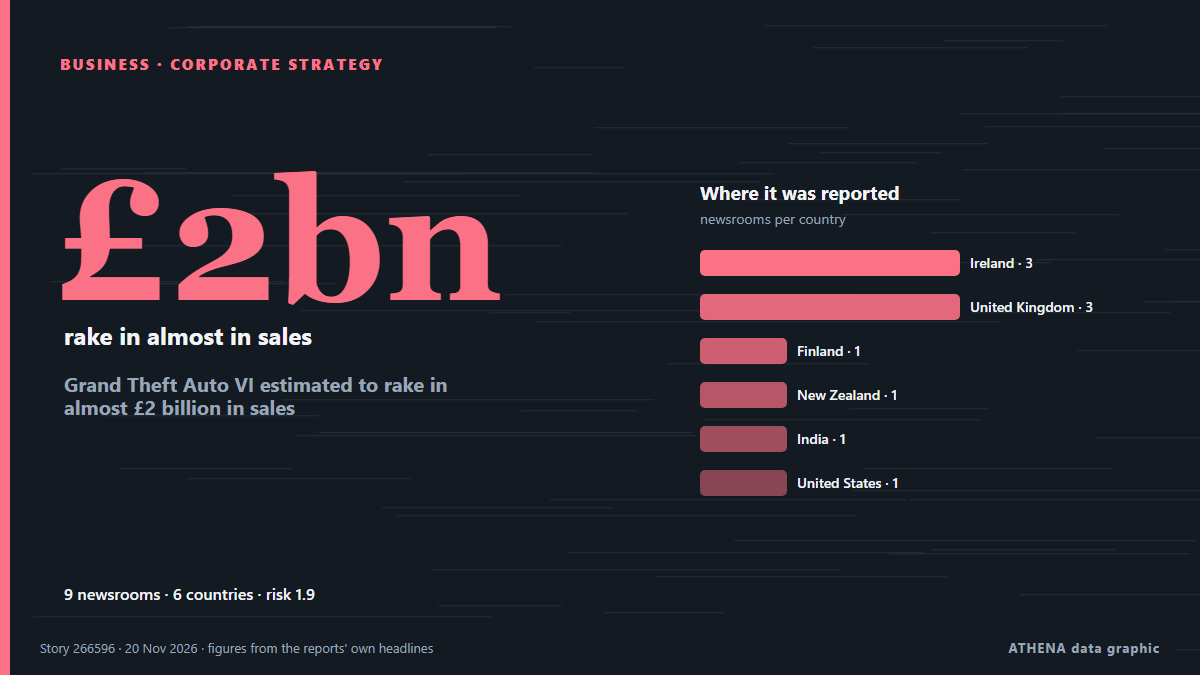 BUSINESS · CORPORATE STRATEGY
£2bn
rake in almost in sales
Grand Theft Auto VI estimated to rake in
almost £2 billion in sales
Where it was reported
newsrooms per country
Ireland · 3
United Kingdom · 3
Finland · 1
New Zealand · 1
India · 1
United States · 1
9 newsrooms · 6 countries · risk 1.9
Story 266596 · 20 Nov 2026 · figures from the reports' own headlines
ATHENA data graphic